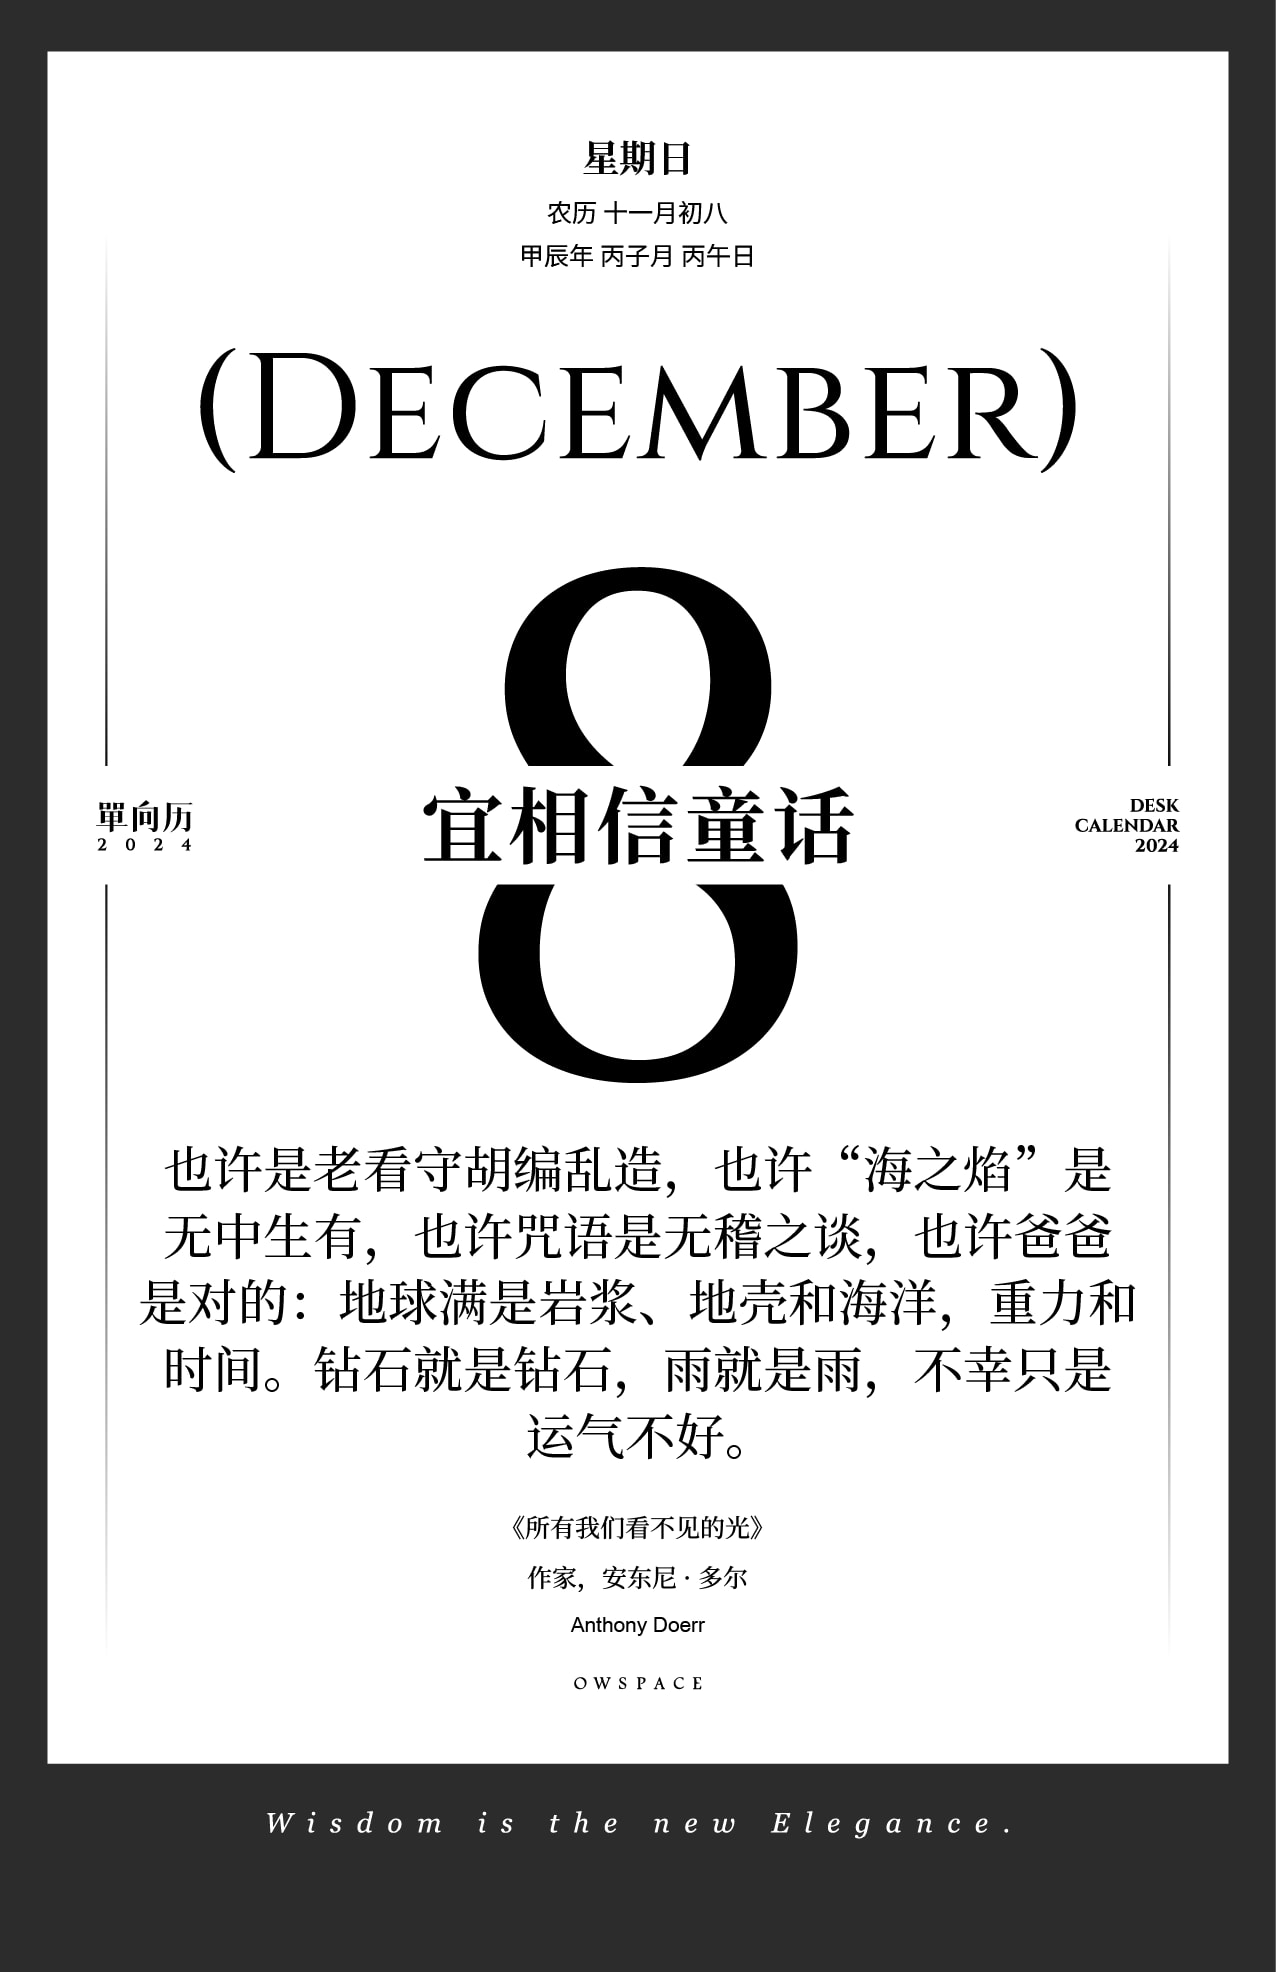 星期日
农历 十一月初八
甲辰年 丙子月 丙午日
(DECEMBER)
8
單向历
2024
宜相信童话
DESK
CALENDAR
2024
也许是老看守胡编乱造，也许“海之焰”是
无中生有，也许咒语是无稽之谈，也许爸爸
是对的：地球满是岩浆、地壳和海洋，重力和
时间。钻石就是钻石，雨就是雨，不幸只是
运气不好。
《所有我们看不见的光》
作家，安东尼 · 多尔
Anthony Doerr
OWSPACE
Wisdom is the new Elegance.